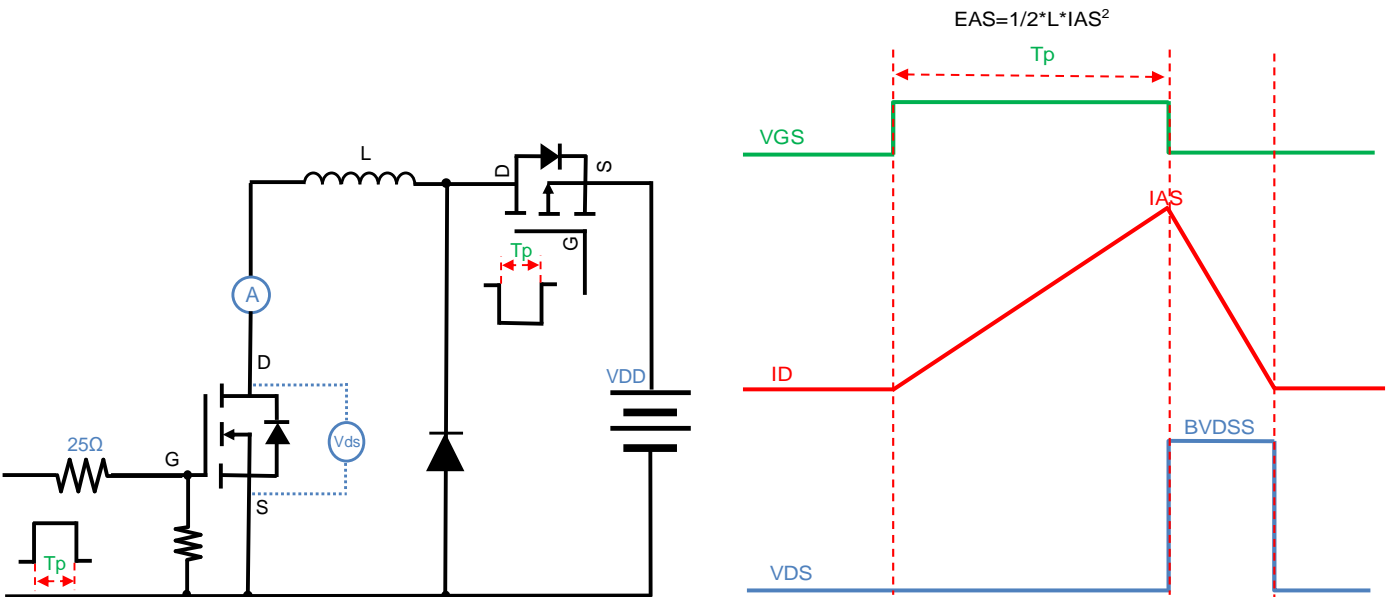 EAS=1/2*L*IAS²
Tp
VGS
IAS
ID
BVDSS
VDS
L
D
S
G
Tp
A
D
VDD
Vds
25Ω
G
S
Tp